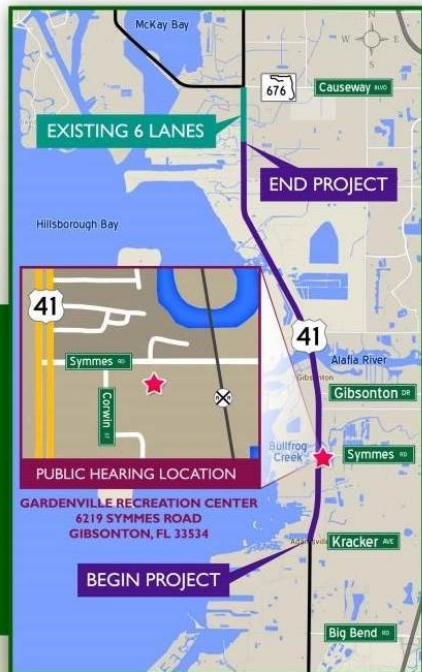 McKay Bay
W
E
S
676
Causeway BLVD
EXISTING 6 LANES
END PROJECT
Hillsborough Bay
41
41
Symmes RD
Corwin ST
Alafia River
Gibsonton
Gibsonton DR
Bullfrog
Creek
Symmes RD
PUBLIC HEARING LOCATION
GARDENVILLE RECREATION CENTER
6219 SYMMES ROAD
GIBSONTON, FL 33534
Kracker AVE
BEGIN PROJECT
Big Bend RD